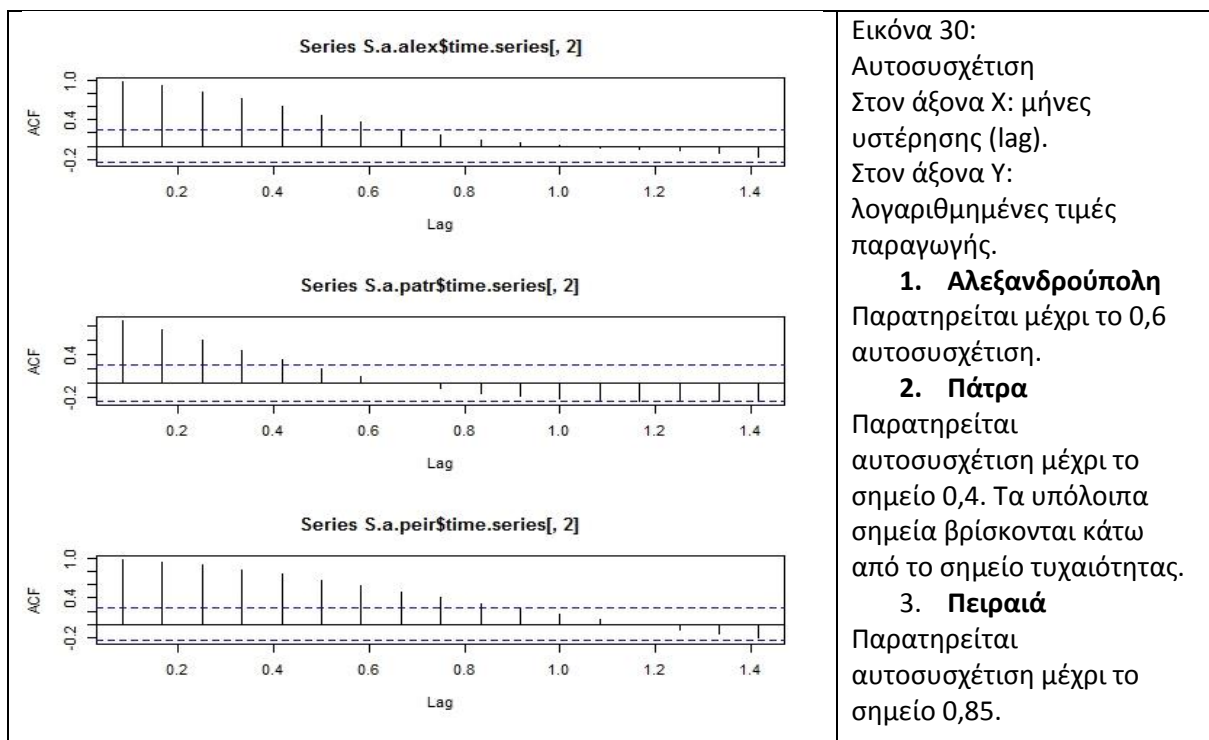 Series S.a.alex$time.series[, 2]
ACF
1.0
0.4
-0.2
0.2 0.4 0.6 0.8 1.0 1.2 1.4
Lag
Series S.a.patr$time.series[, 2]
ACF
0.4
-0.2
0.2 0.4 0.6 0.8 1.0 1.2 1.4
Lag
Series S.a.peir$time.series[, 2]
ACF
1.0
0.4
-0.2
0.2 0.4 0.6 0.8 1.0 1.2 1.4
Lag
Εικόνα 30:
Αυτοσυσχέτιση
Στον άξονα Χ: μήνες
υστέρησης (lag).
Στον άξονα Υ:
λογαριθμημένες τιμές
παραγωγής.
1. Αλεξανδρούπολη
Παρατηρείται μέχρι το 0,6
αυτοσυσχέτιση.
2. Πάτρα
Παρατηρείται
αυτοσυσχέτιση μέχρι το
σημείο 0,4. Τα υπόλοιπα
σημεία βρίσκονται κάτω
από το σημείο τυχαιότητας.
3. Πειραιά
Παρατηρείται
αυτοσυσχέτιση μέχρι το
σημείο 0,85.